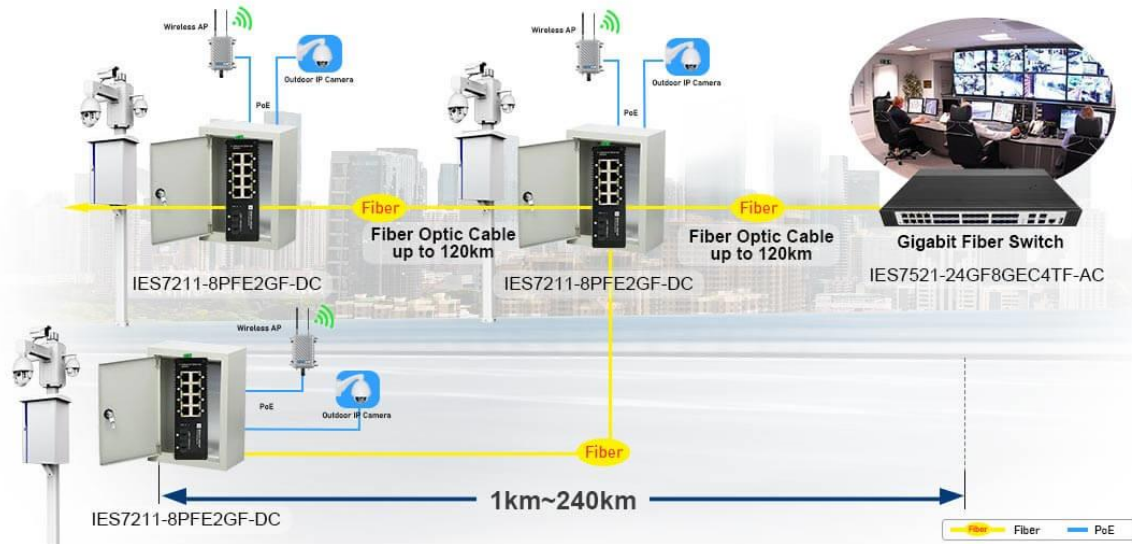 Wireless AP
Outdoor IP Camera
PoE
Wireless AP
Outdoor IP Camera
PoE
Fiber
Fiber
Fiber Optic Cable
up to 120km
Fiber Optic Cable
up to 120km
Gigabit Fiber Switch
IES7211-8PFE2GF-DC
IES7211-8PFE2GF-DC
IES7521-24GF8GEC4TF-AC
Wireless AP
PoE
Outdoor IP Camera
Fiber
1km~240km
IES7211-8PFE2GF-DC
Fiber Fiber PoE